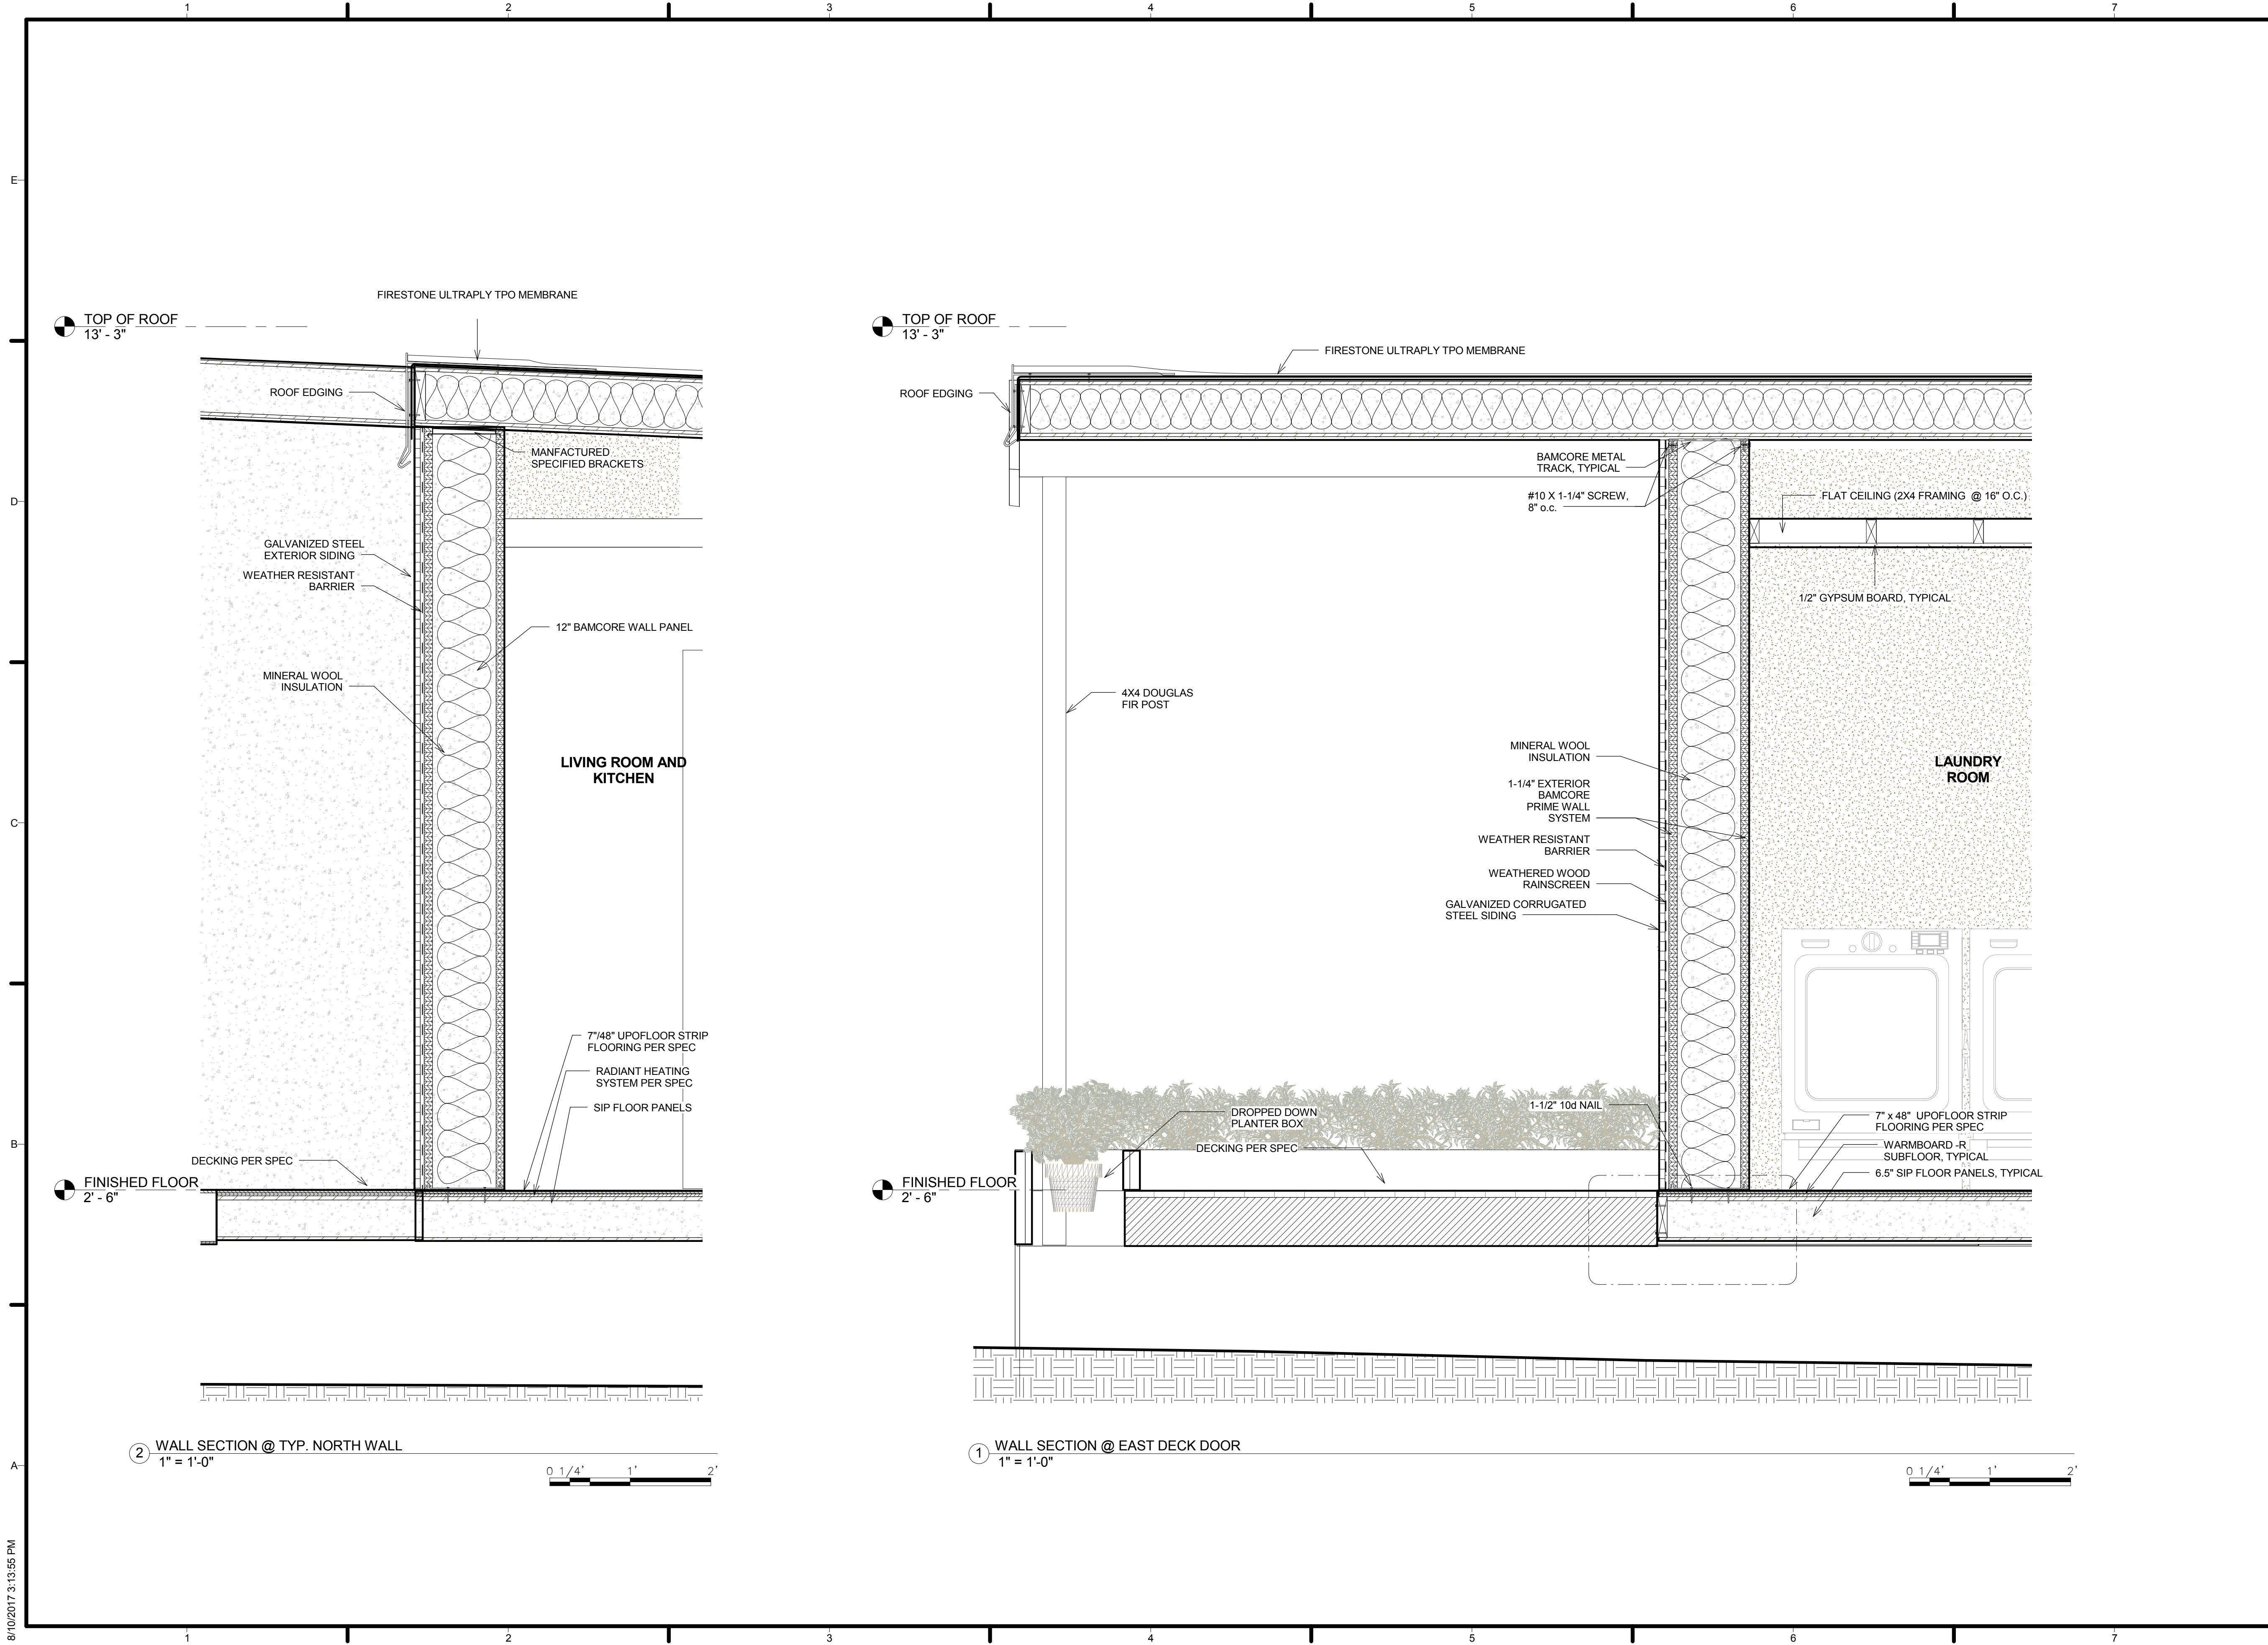 1 2 3 4 5 6 7
E
D
C
B
A
FIRESTONE ULTRAPLY TPO MEMBRANE
TOP OF ROOF
13' - 3"
ROOF EDGING
MANFACTURED
SPECIFIED BRACKETS
GALVANIZED STEEL
EXTERIOR SIDING
WEATHER RESISTANT
BARRIER
12" BAMCORE WALL PANEL
MINERAL WOOL
INSULATION
LIVING ROOM AND
KITCHEN
7"/48" UPOFLOOR STRIP
FLOORING PER SPEC
RADIANT HEATING
SYSTEM PER SPEC
SIP FLOOR PANELS
DECKING PER SPEC
FINISHED FLOOR
2' - 6"
2
WALL SECTION @ TYP. NORTH WALL
1" = 1'-0"
0 1/4' 1' 2'
TOP OF ROOF
13' - 3"
FIRESTONE ULTRAPLY TPO MEMBRANE
ROOF EDGING
BAMCORE METAL
TRACK, TYPICAL
#10 X 1-1/4" SCREW,
8" o.c.
FLAT CEILING (2X4 FRAMING @ 16" O.C.)
1/2" GYPSUM BOARD, TYPICAL
4X4 DOUGLAS
FIR POST
MINERAL WOOL
INSULATION
1-1/4" EXTERIOR
BAMCORE
PRIME WALL
SYSTEM
WEATHER RESISTANT
BARRIER
WEATHERED WOOD
RAINSCREEN
GALVANIZED CORRUGATED
STEEL SIDING
LAUNDRY
ROOM
DROPPED DOWN
PLANTER BOX
DECKING PER SPEC
1-1/2" 10d NAIL
7" x 48" UPOFLOOR STRIP
FLOORING PER SPEC
WARMBOARD -R
SUBFLOOR, TYPICAL
6.5" SIP FLOOR PANELS, TYPICAL
FINISHED FLOOR
2' - 6"
1
WALL SECTION @ EAST DECK DOOR
1" = 1'-0"
0 1/4' 1' 2'
8/10/2017 3:13:55 PM
1 2 3 4 5 6 7